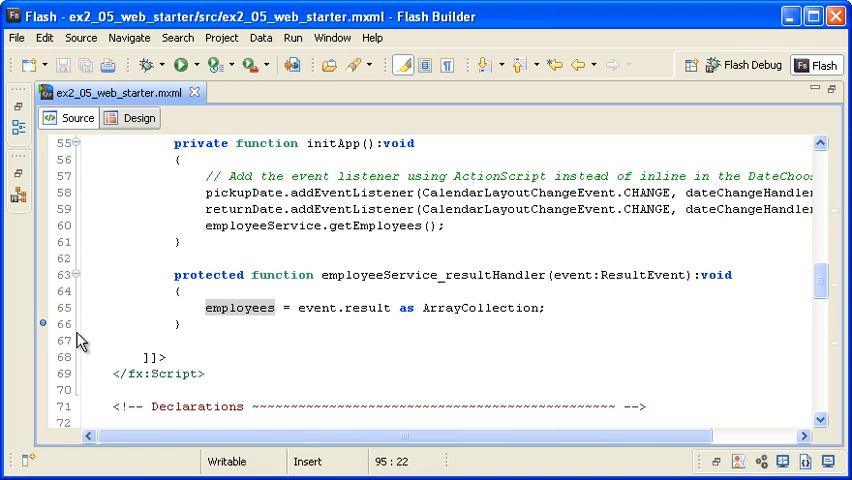 Flash - ex2_05_web_starter/src/ex2_05_web_starter.mxml - Flash Builder
File Edit Source Navigate Search Project Data Run Window Help
Flash Debug Fb Flash
ex2_05_web_starter.mxml
Source Design
55 private function initApp():void
56 {
57 // Add the event listener using ActionScript instead of inline in the DateChoos
58 pickupDate.addEventListener(CalendarLayoutChangeEvent.CHANGE, dateChangeHandler
59 returnDate.addEventListener(CalendarLayoutChangeEvent.CHANGE, dateChangeHandler
60 employeeService.getEmployees();
61 }
62
63 protected function employeeService_resultHandler(event:ResultEvent):void
64 {
65 employees = event.result as ArrayCollection;
66 }
67
68 ]]>
69 </fx:Script>
70
71 <!-- Declarations ~~~~~~~~~~~~~~~~~~~~~~~~~~~~~~~~~~~~~~~~~~~~~~~ -->
72
Writable Insert 95 : 22